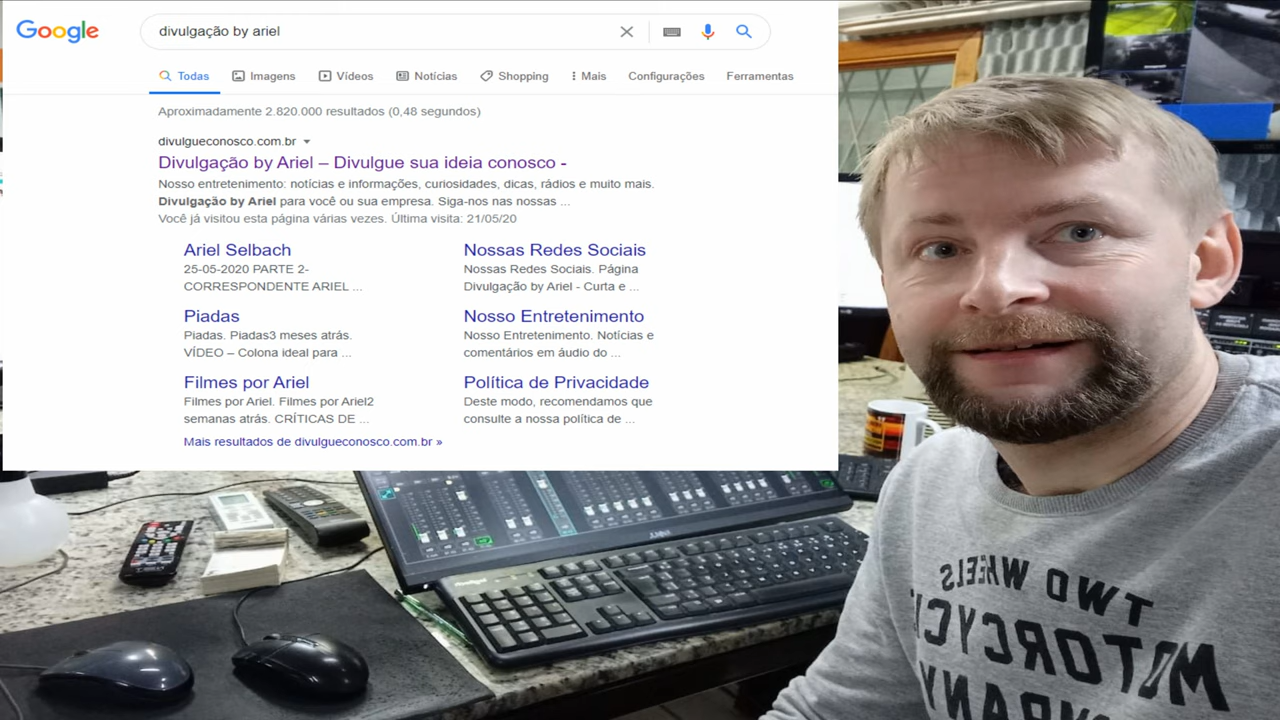 Google
divulgação by ariel
Todas Imagens Vídeos Notícias Shopping Mais Configurações Ferramentas
Aproximadamente 2.820.000 resultados (0,48 segundos)
divulgueconosco.com.br
Divulgação by Ariel – Divulgue sua ideia conosco -
Nosso entretenimento: notícias e informações, curiosidades, dicas, rádios e muito mais.
Divulgação by Ariel para você ou sua empresa. Siga-nos nas nossas ...
Você já visitou esta página várias vezes. Última visita: 21/05/20
Ariel Selbach
25-05-2020 PARTE 2-
CORRESPONDENTE ARIEL ...
Nossas Redes Sociais
Nossas Redes Sociais. Página
Divulgação by Ariel - Curta e ...
Piadas
Piadas. Piadas3 meses atrás.
VÍDEO – Colona ideal para ...
Nosso Entretenimento
Nosso Entretenimento. Notícias e
comentários em áudio do ...
Filmes por Ariel
Filmes por Ariel. Filmes por Ariel2
semanas atrás. CRÍTICAS DE ...
Política de Privacidade
Deste modo, recomendamos que
consulte a nossa política de ...
Mais resultados de divulgueconosco.com.br »
TWO WHEELS
MOTORCYCL